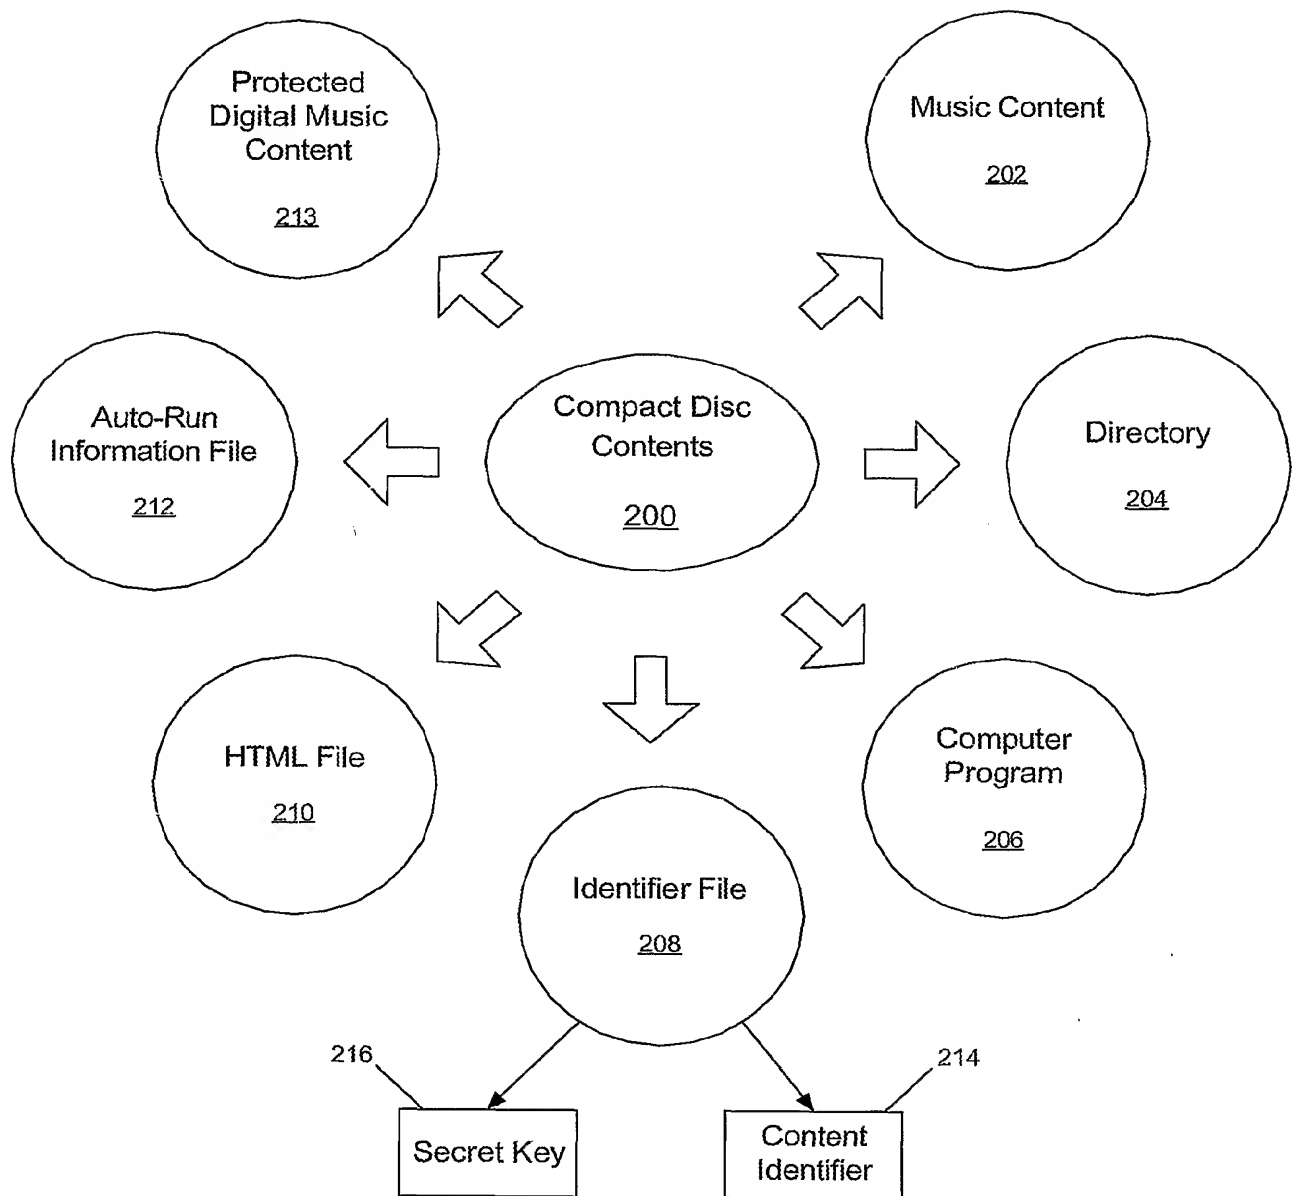 Protected
Digital Music
Content
213
Music Content
202
Auto-Run
Information File
212
Compact Disc
Contents
200
Directory
204
HTML File
210
Identifier File
208
Computer
Program
206
216
214
Secret Key
Content
Identifier